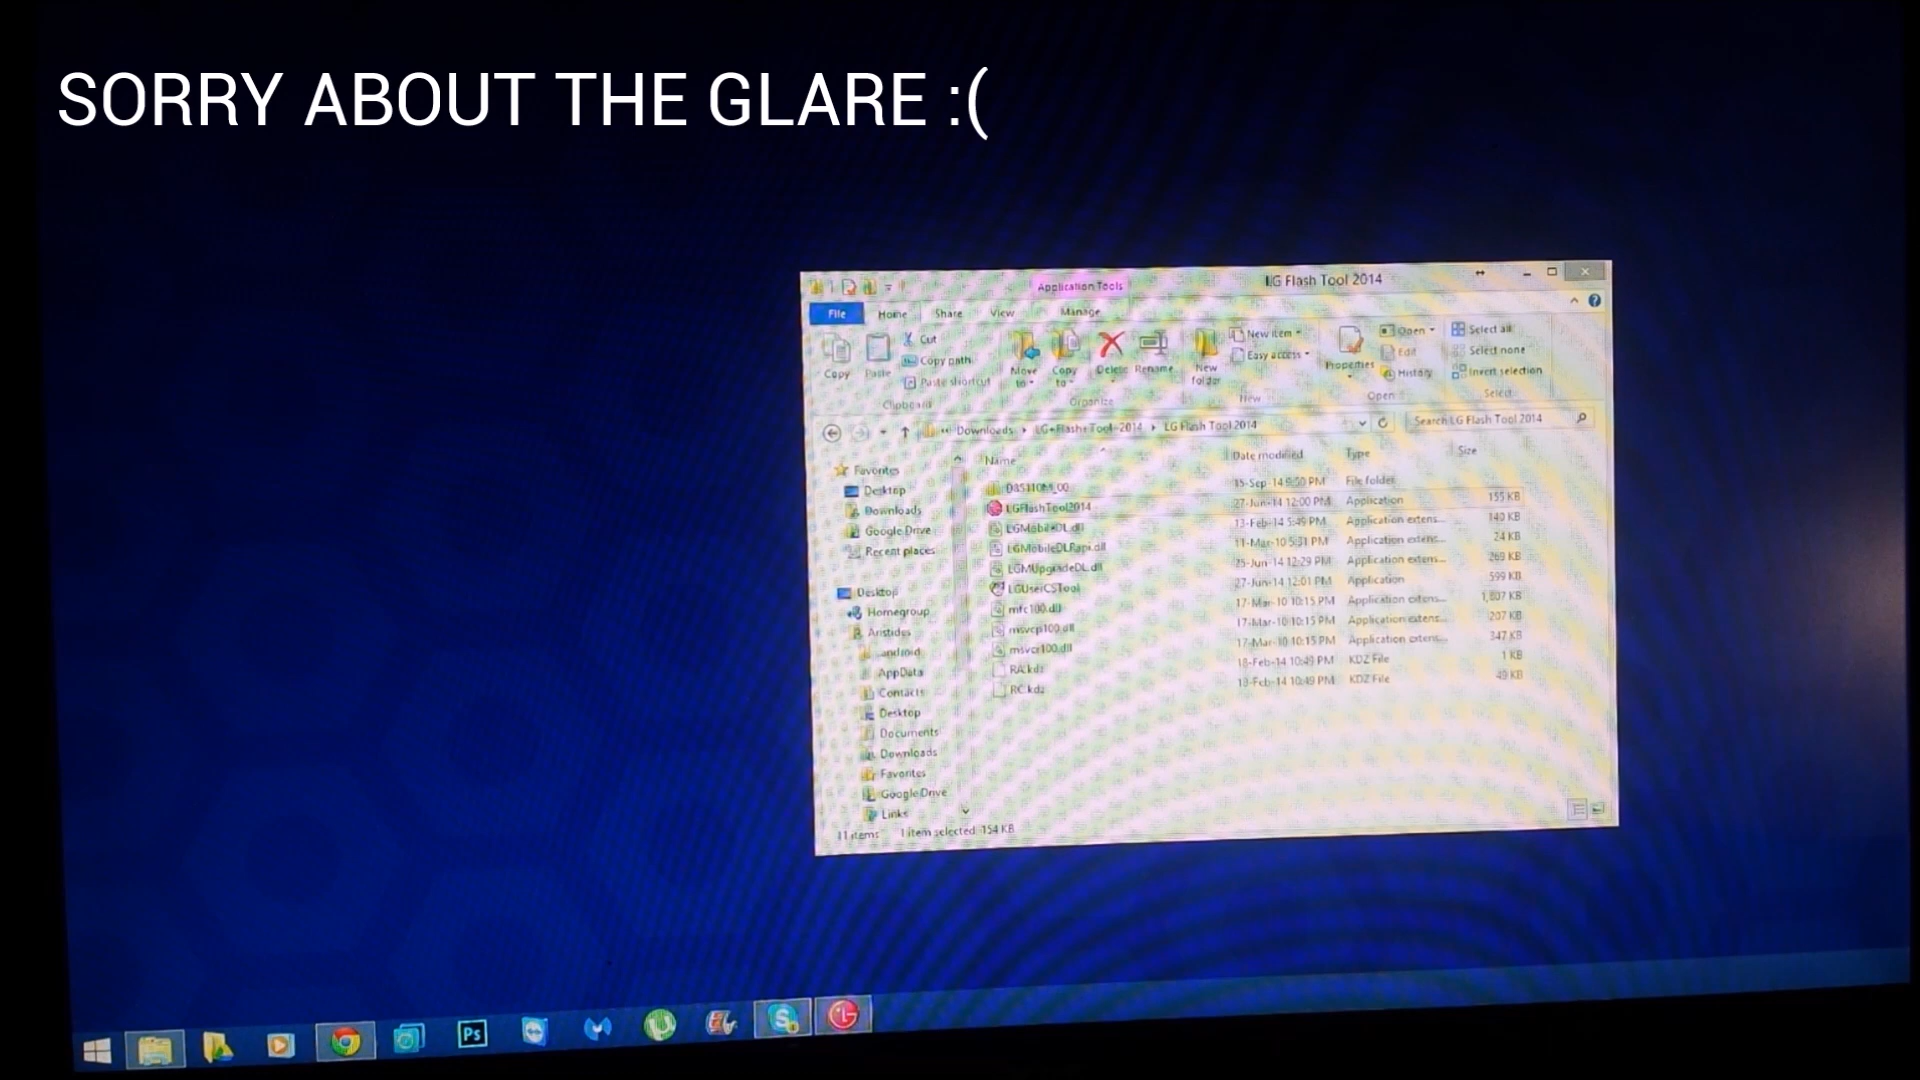 SORRY ABOUT THE GLARE :(
Application Tools
LG Flash Tool 2014
File Home Share View Manage
Copy
Paste
Cut
Copy path
Paste shortcut
Clipboard
Move to
Copy to
Delete
Rename
Organize
New folder
New item
Easy access
New
Properties
Open
Edit
History
Open
Select all
Select none
Invert selection
Select
Downloads LG+Flash+Tool-2014 LG Flash Tool 2014
Search LG Flash Tool 2014
Favorites
Desktop
Downloads
Google Drive
Recent places
Desktop
Homegroup
Aristides
.android
AppData
Contacts
Desktop
Documents
Downloads
Favorites
Google Drive
Links
Name Date modified Type Size
15-Sep-14 9:50 PM File folder
LGFlashTool2014 27-Jun-14 12:00 PM Application 155 KB
LGMobileDL.dll 13-Feb-14 5:49 PM Application extens... 140 KB
LGMobileDLRapi.dll 11-Mar-10 5:31 PM Application extens... 24 KB
LGMUpgradeDL.dll 25-Jun-14 12:29 PM Application extens... 269 KB
LGUserCSTool 27-Jun-14 12:01 PM Application 599 KB
mfc100.dll 17-Mar-10 10:15 PM Application extens... 1,807 KB
msvcp100.dll 17-Mar-10 10:15 PM Application extens... 207 KB
msvcr100.dll 17-Mar-10 10:15 PM Application extens... 347 KB
RA.kdz 18-Feb-14 10:49 PM KDZ File 1 KB
RC.kdz 18-Feb-14 10:49 PM KDZ File 49 KB
11 items 1 item selected 154 KB
Ps